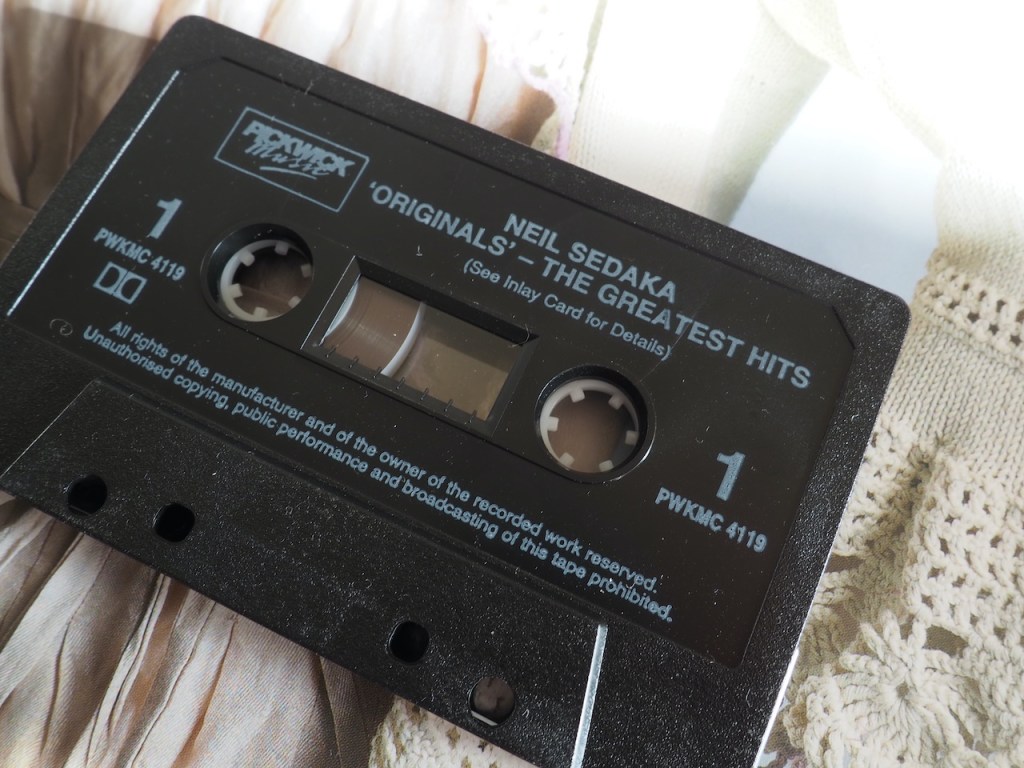 PICKWICK
Music
NEIL SEDAKA
'ORIGINALS' – THE GREATEST HITS
(See Inlay Card for Details)
1
PWKMC 4119
1
PWKMC 4119
Ⓟ
All rights of the manufacturer and of the owner of the recorded work reserved.
Unauthorised copying, public performance and broadcasting of this tape prohibited.